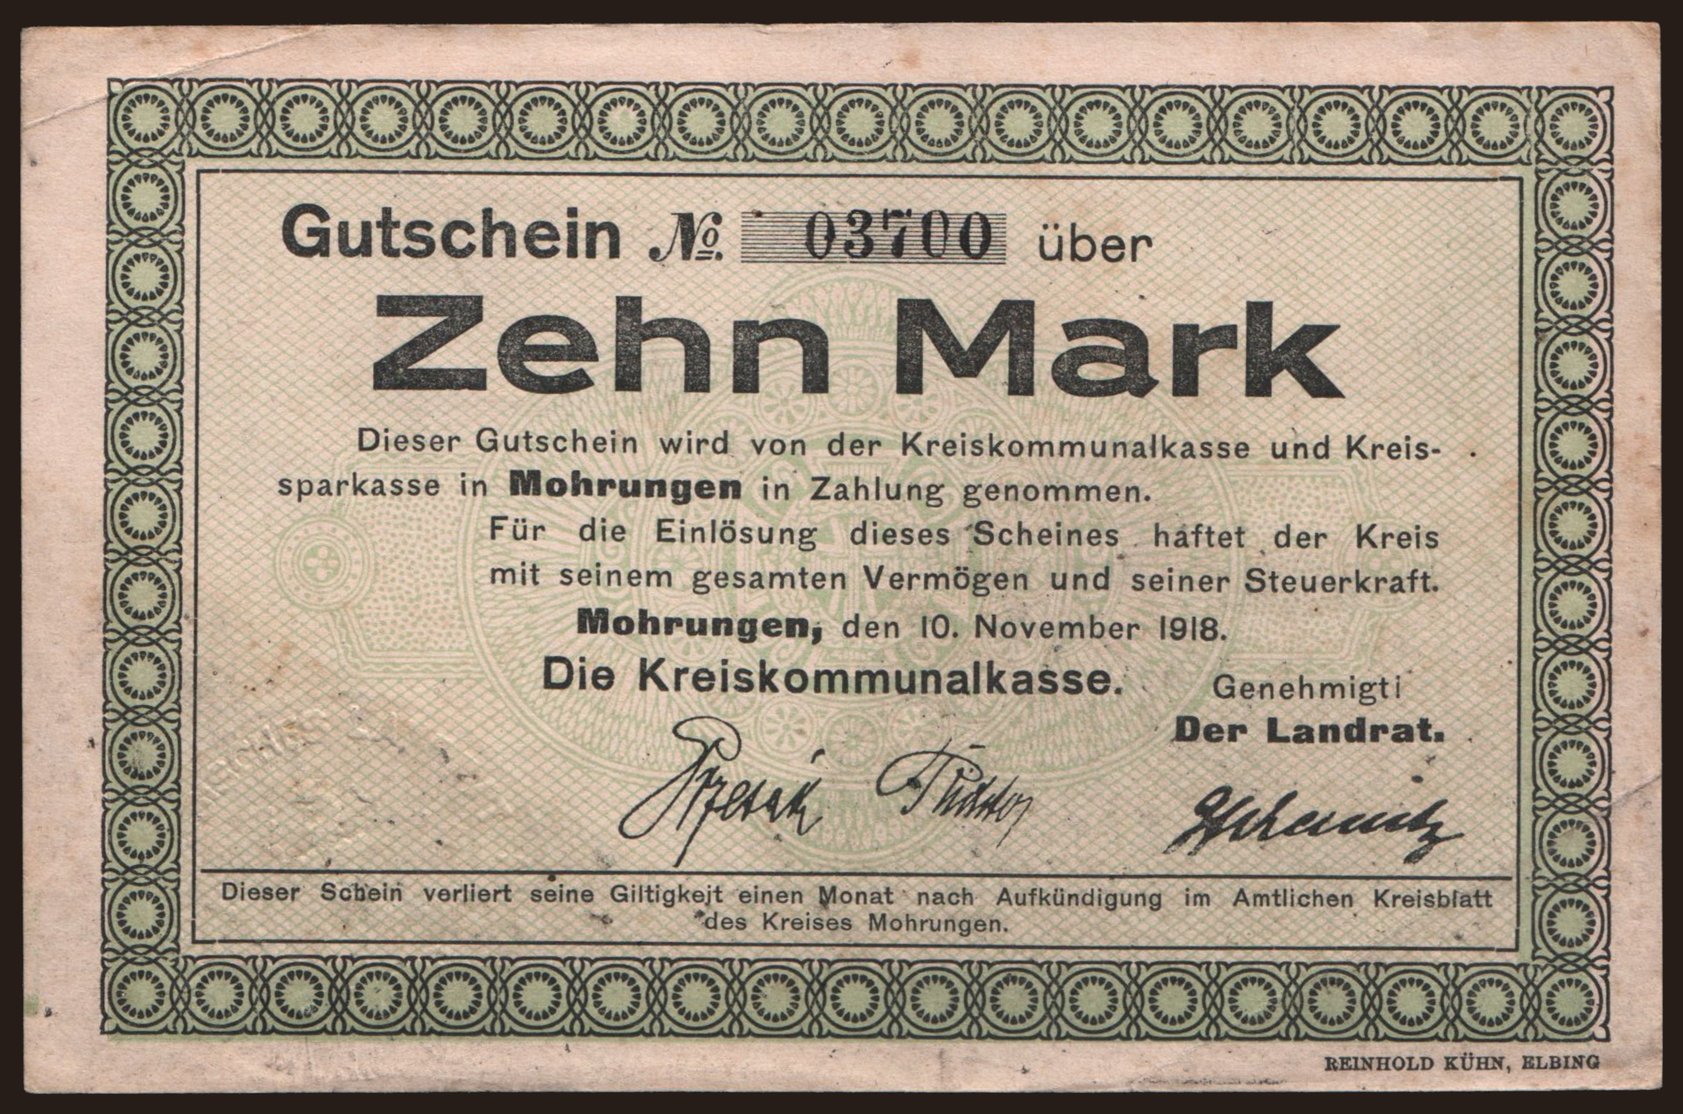 Gutschein No. 03700 über
Zehn Mark
Dieser Gutschein wird von der Kreiskommunalkasse und Kreis-
sparkasse in Mohrungen in Zahlung genommen.
Für die Einlösung dieses Scheines haftet der Kreis
mit seinem gesamten Vermögen und seiner Steuerkraft.
Mohrungen, den 10. November 1918.
Die Kreiskommunalkasse.
Genehmigt!
Der Landrat.
Dieser Schein verliert seine Giltigkeit einen Monat nach Aufkündigung im Amtlichen Kreisblatt
des Kreises Mohrungen.
REINHOLD KÜHN, ELBING